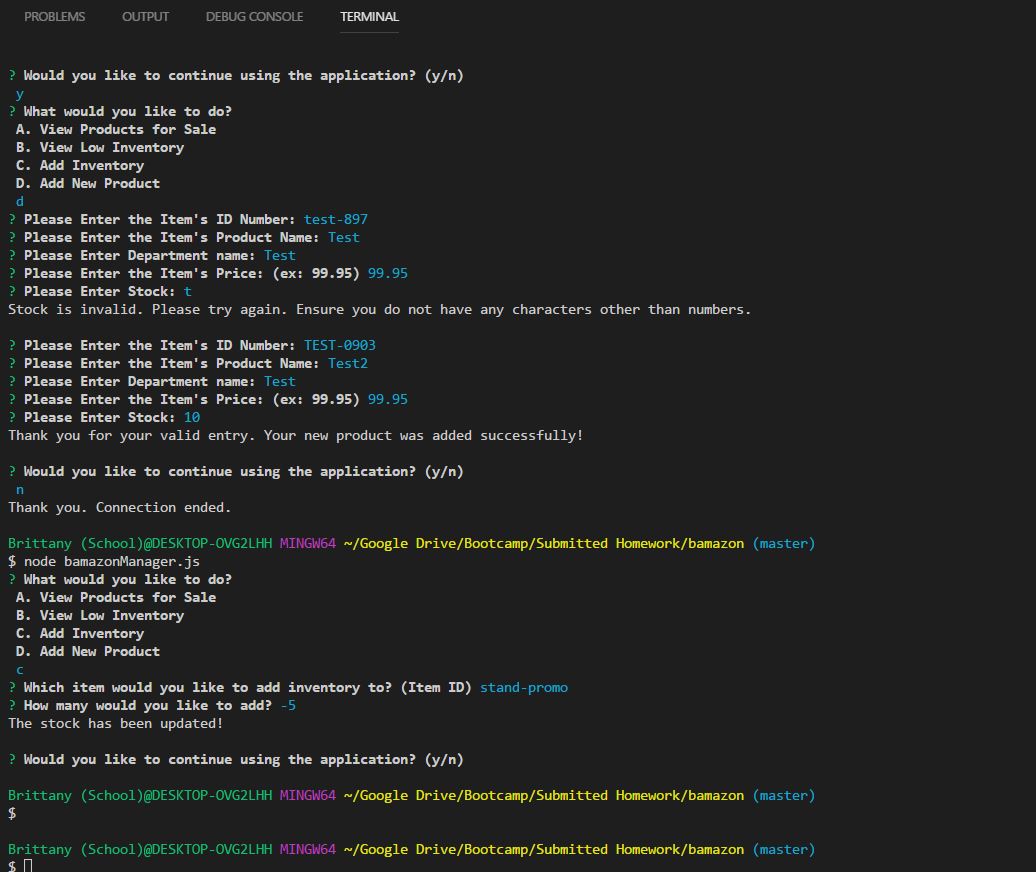 PROBLEMS OUTPUT DEBUG CONSOLE TERMINAL
? Would you like to continue using the application? (y/n)
y
? What would you like to do?
A. View Products for Sale
B. View Low Inventory
C. Add Inventory
D. Add New Product
d
? Please Enter the Item's ID Number: test-897
? Please Enter the Item's Product Name: Test
? Please Enter Department name: Test
? Please Enter the Item's Price: (ex: 99.95) 99.95
? Please Enter Stock: t
Stock is invalid. Please try again. Ensure you do not have any characters other than numbers.
? Please Enter the Item's ID Number: TEST-0903
? Please Enter the Item's Product Name: Test2
? Please Enter Department name: Test
? Please Enter the Item's Price: (ex: 99.95) 99.95
? Please Enter Stock: 10
Thank you for your valid entry. Your new product was added successfully!
? Would you like to continue using the application? (y/n)
n
Thank you. Connection ended.
Brittany (School)@DESKTOP-OVG2LHH MINGW64 ~/Google Drive/Bootcamp/Submitted Homework/bamazon (master)
$ node bamazonManager.js
? What would you like to do?
A. View Products for Sale
B. View Low Inventory
C. Add Inventory
D. Add New Product
c
? Which item would you like to add inventory to? (Item ID) stand-promo
? How many would you like to add? -5
The stock has been updated!
? Would you like to continue using the application? (y/n)
Brittany (School)@DESKTOP-OVG2LHH MINGW64 ~/Google Drive/Bootcamp/Submitted Homework/bamazon (master)
$
Brittany (School)@DESKTOP-OVG2LHH MINGW64 ~/Google Drive/Bootcamp/Submitted Homework/bamazon (master)
$